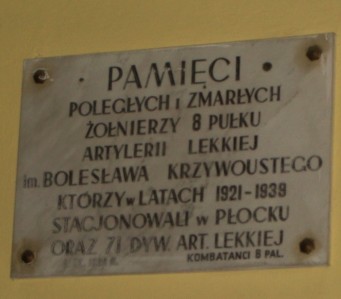 • PAMIĘCI •
POLEGŁYCH i ZMARŁYCH
ŻOŁNIERZY 8 PUŁKU
ARTYLERII LEKKIEJ
im. BOLESŁAWA KRZYWOUSTEGO
KTÓRZY w LATACH 1921-1939
STACJONOWALI w PŁOCKU
ORAZ 71 DYW. ART. LEKKIEJ
KOMBATANCI 8 PAL.